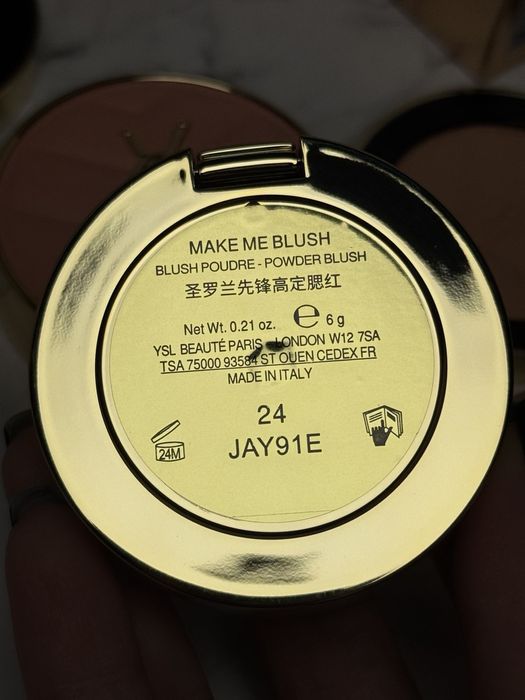 MAKE ME BLUSH
BLUSH POUDRE - POWDER BLUSH
圣罗兰先锋高定腮红
Net Wt. 0.21 oz. e 6 g
YSL BEAUTÉ PARIS - LONDON W12 7SA
TSA 75000 93584 ST OUEN CEDEX FR
MADE IN ITALY
24
24M
JAY91E